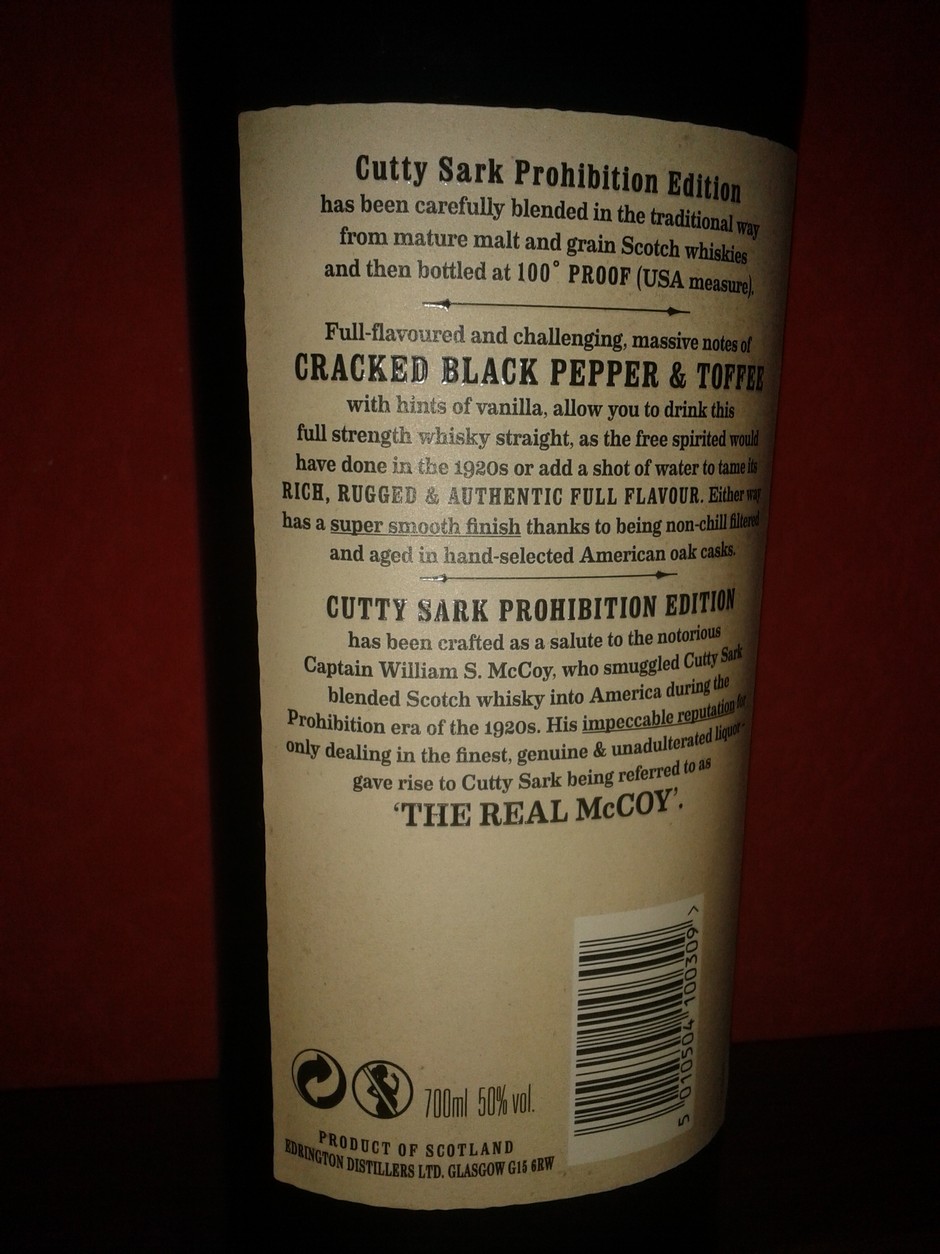 Cutty Sark Prohibition Edition
has been carefully blended in the traditional way
from mature malt and grain Scotch whiskies
and then bottled at 100° PROOF (USA measure).
Full-flavoured and challenging, massive notes of
CRACKED BLACK PEPPER & TOFFEE
with hints of vanilla, allow you to drink this
full strength whisky straight, as the free spirited would
have done in the 1920s or add a shot of water to tame its
RICH, RUGGED & AUTHENTIC FULL FLAVOUR. Either way
has a super smooth finish thanks to being non-chill filtered
and aged in hand-selected American oak casks.
CUTTY SARK PROHIBITION EDITION
has been crafted as a salute to the notorious
Captain William S. McCoy, who smuggled Cutty Sark
blended Scotch whisky into America during the
Prohibition era of the 1920s. His impeccable reputation for
only dealing in the finest, genuine & unadulterated liquor
gave rise to Cutty Sark being referred to as
‘THE REAL McCOY’.
700ml 50% vol.
PRODUCT OF SCOTLAND
EDRINGTON DISTILLERS LTD. GLASGOW G15 6RW
5 010504 100309 >